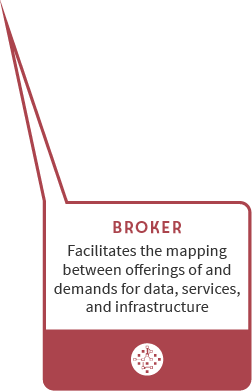 BROKER
Facilitates the mapping
between offerings of and
demands for data, services,
and infrastructure